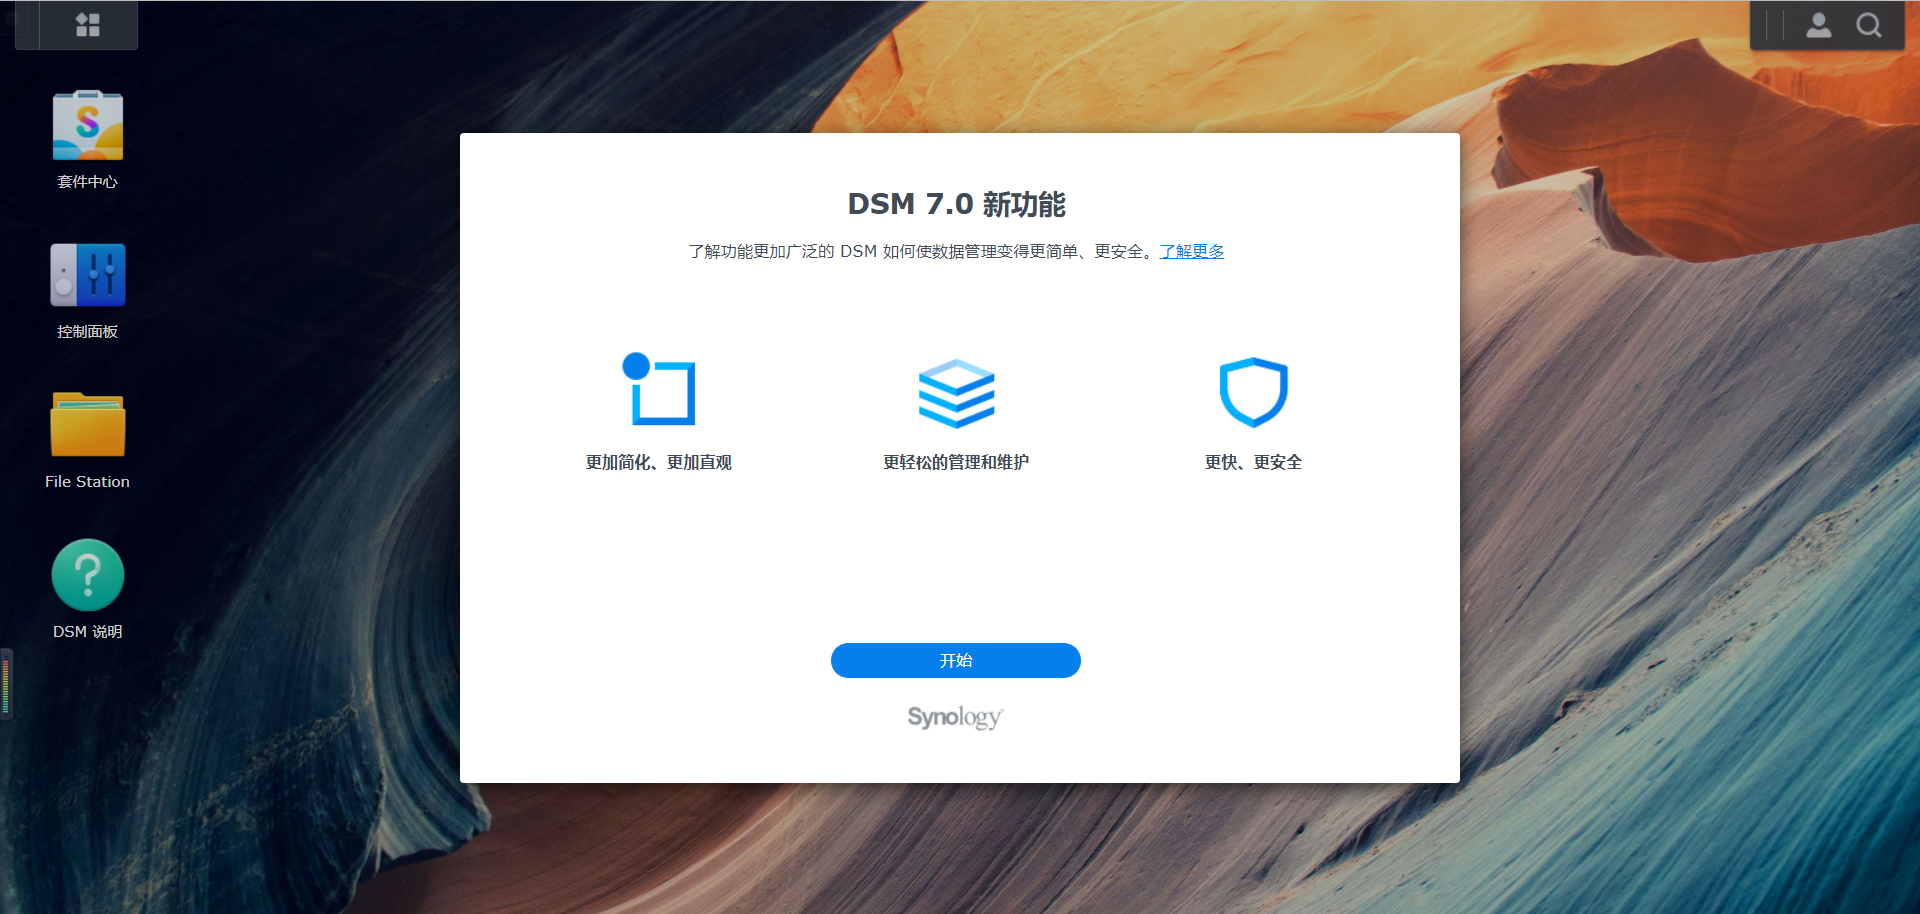 套件中心
控制面板
File Station
DSM 说明
DSM 7.0 新功能
了解功能更加广泛的 DSM 如何使数据管理变得更简单、更安全。了解更多
更加简化、更加直观
更轻松的管理和维护
更快、更安全
开始
Synology